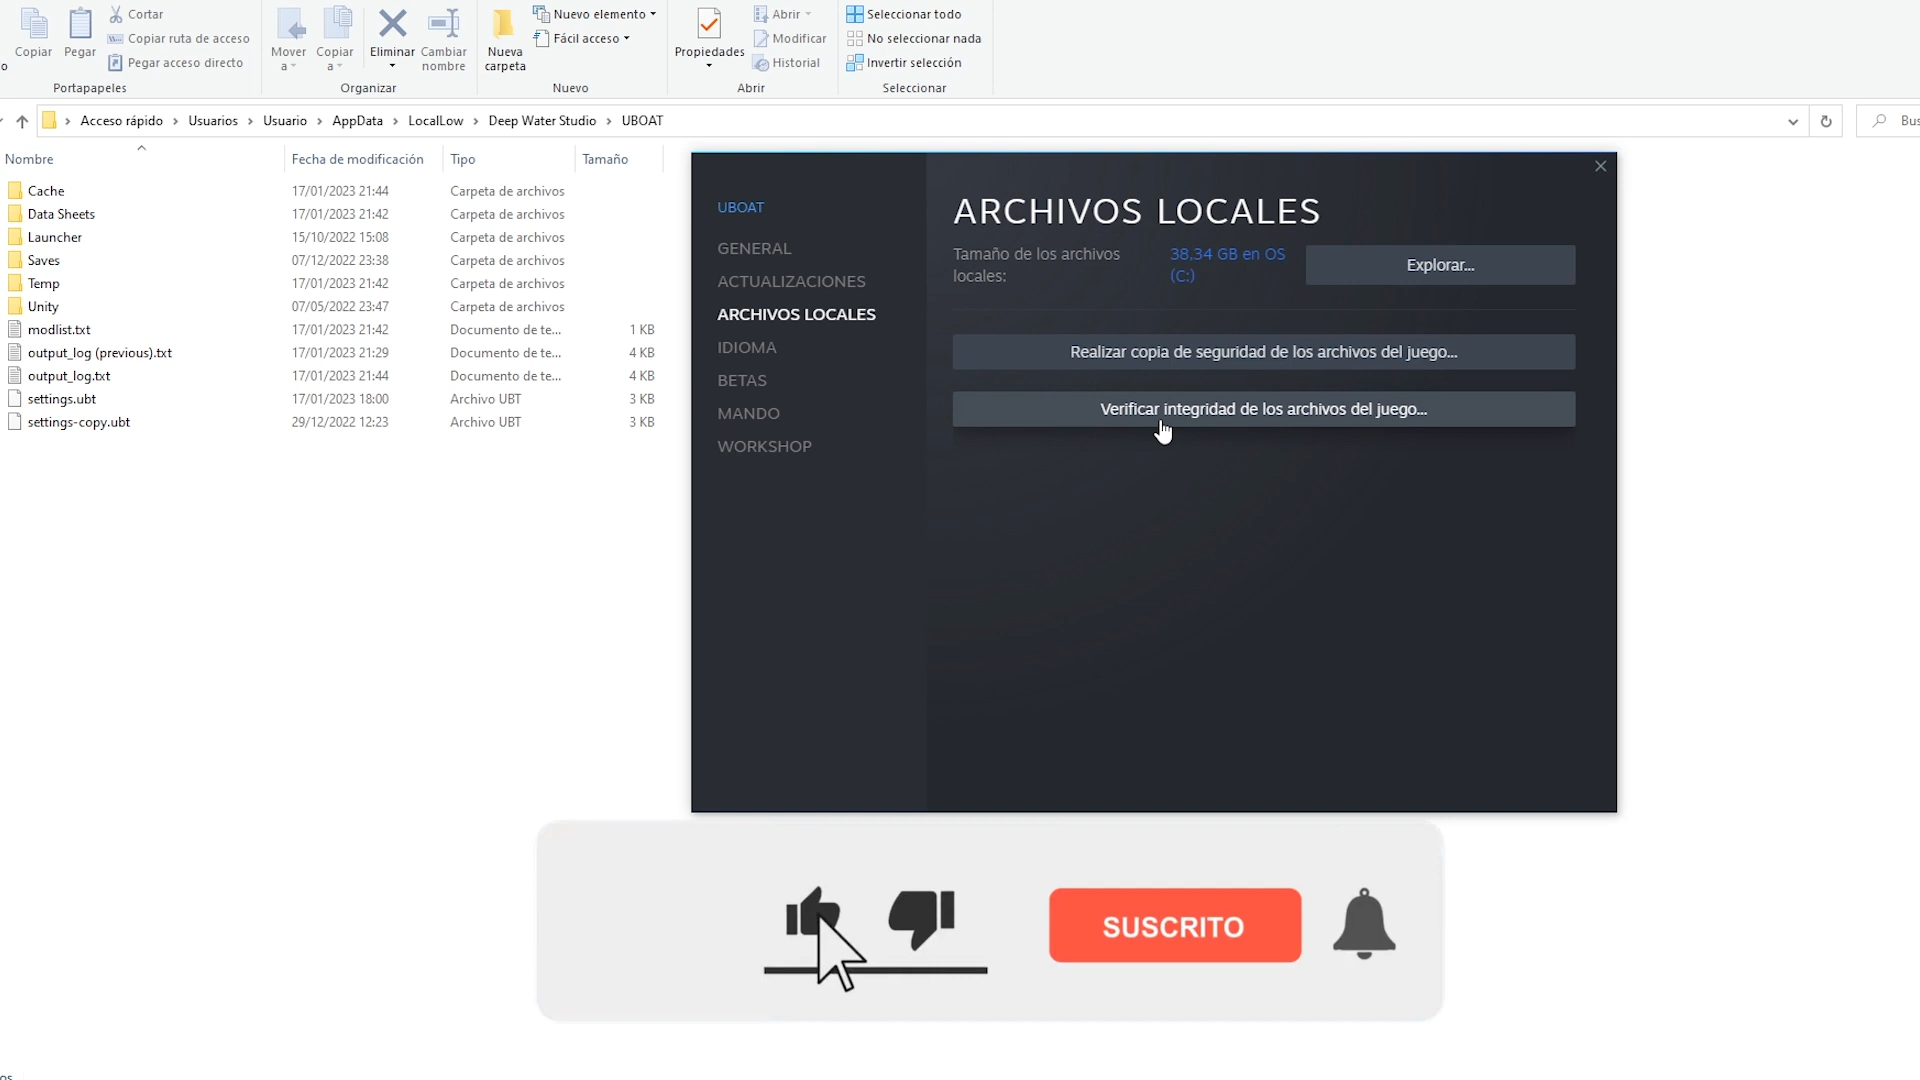 Copiar
Pegar
Cortar
Copiar ruta de acceso
Pegar acceso directo
Portapapeles
Mover
a
Copiar
a
Eliminar
Cambiar
nombre
Organizar
Nueva
carpeta
Nuevo elemento
Fácil acceso
Nuevo
Propiedades
Abrir
Modificar
Historial
Abrir
Seleccionar todo
No seleccionar nada
Invertir selección
Seleccionar
Acceso rápido > Usuarios > Usuario > AppData > LocalLow > Deep Water Studio > UBOAT
Bus
Nombre Fecha de modificación Tipo Tamaño
Cache 17/01/2023 21:44 Carpeta de archivos
Data Sheets 17/01/2023 21:42 Carpeta de archivos
Launcher 15/10/2022 15:08 Carpeta de archivos
Saves 07/12/2022 23:38 Carpeta de archivos
Temp 17/01/2023 21:42 Carpeta de archivos
Unity 07/05/2022 23:47 Carpeta de archivos
modlist.txt 17/01/2023 21:42 Documento de te... 1 KB
output_log (previous).txt 17/01/2023 21:29 Documento de te... 4 KB
output_log.txt 17/01/2023 21:44 Documento de te... 4 KB
settings.ubt 17/01/2023 18:00 Archivo UBT 3 KB
settings-copy.ubt 29/12/2022 12:23 Archivo UBT 3 KB
UBOAT
GENERAL
ACTUALIZACIONES
ARCHIVOS LOCALES
IDIOMA
BETAS
MANDO
WORKSHOP
ARCHIVOS LOCALES
Tamaño de los archivos
locales:
38,34 GB en OS
(C:)
Explorar...
Realizar copia de seguridad de los archivos del juego...
Verificar integridad de los archivos del juego...
SUSCRITO